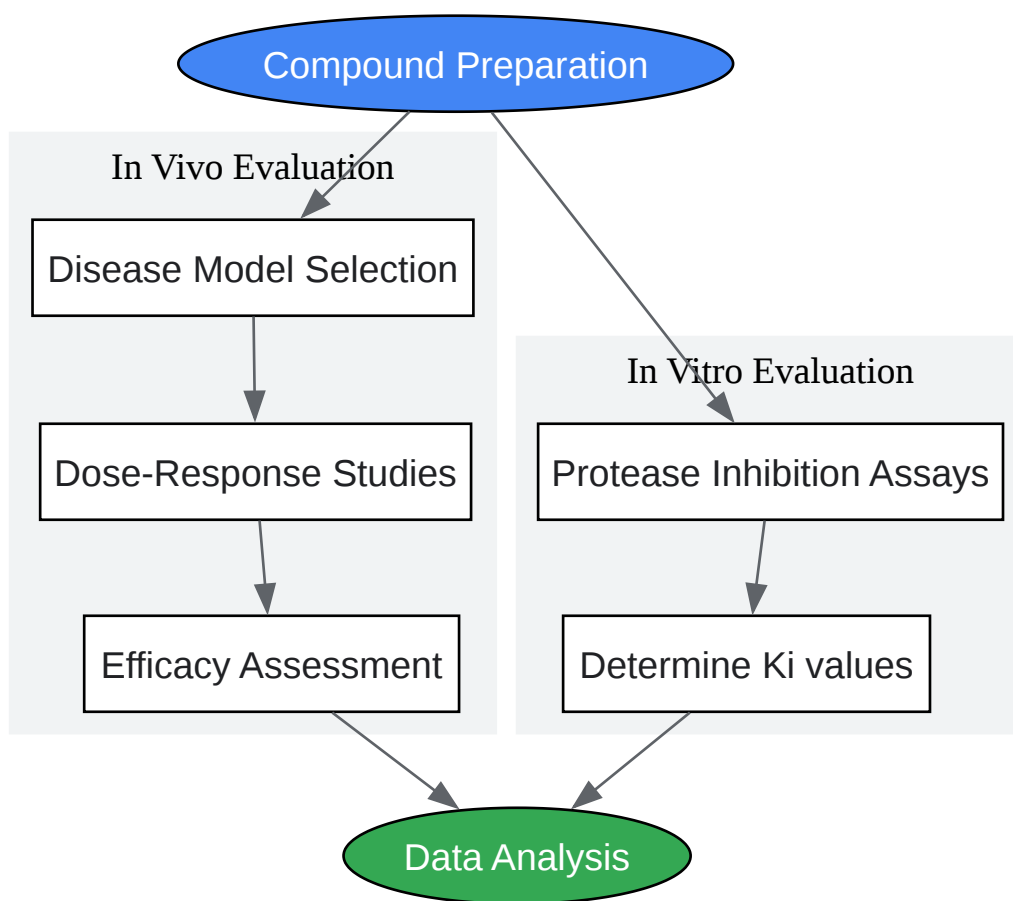 Compound Preparation
In Vivo Evaluation
Disease Model Selection
Dose-Response Studies
Efficacy Assessment
In Vitro Evaluation
Protease Inhibition Assays
Determine Ki values
Data Analysis